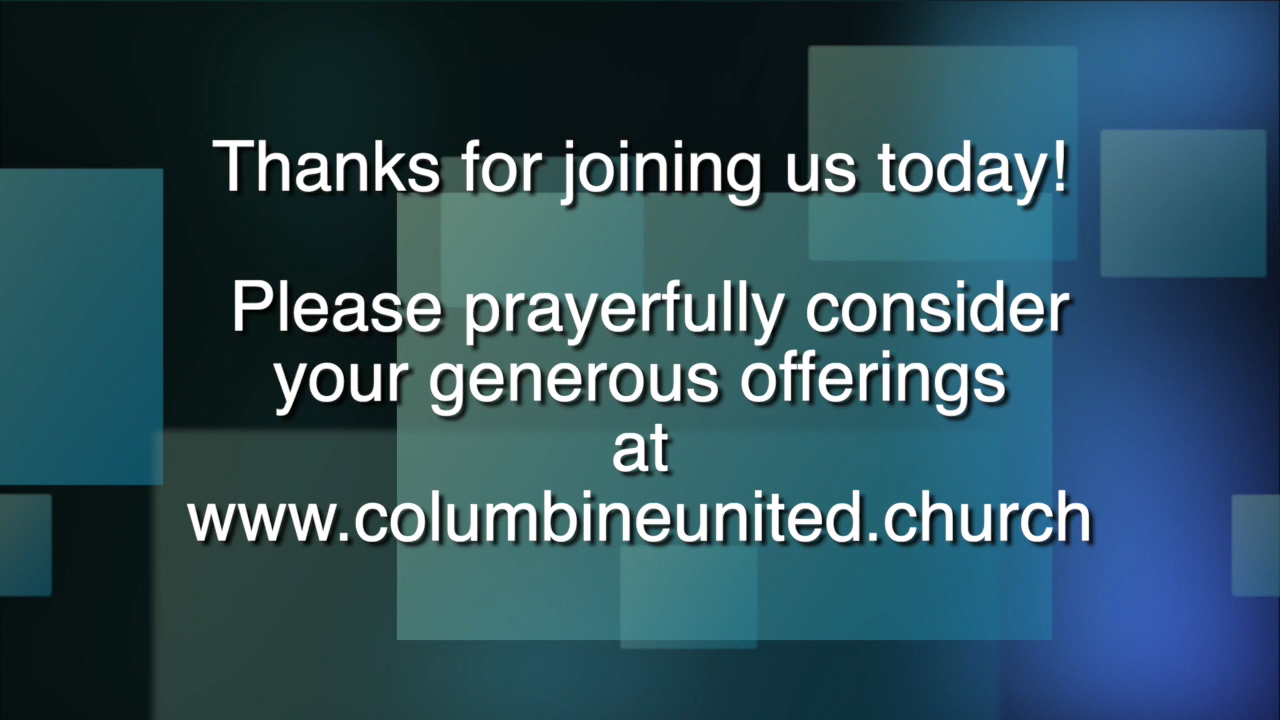 Thanks for joining us today!
Please prayerfully consider
your generous offerings
at
www.columbineunited.church